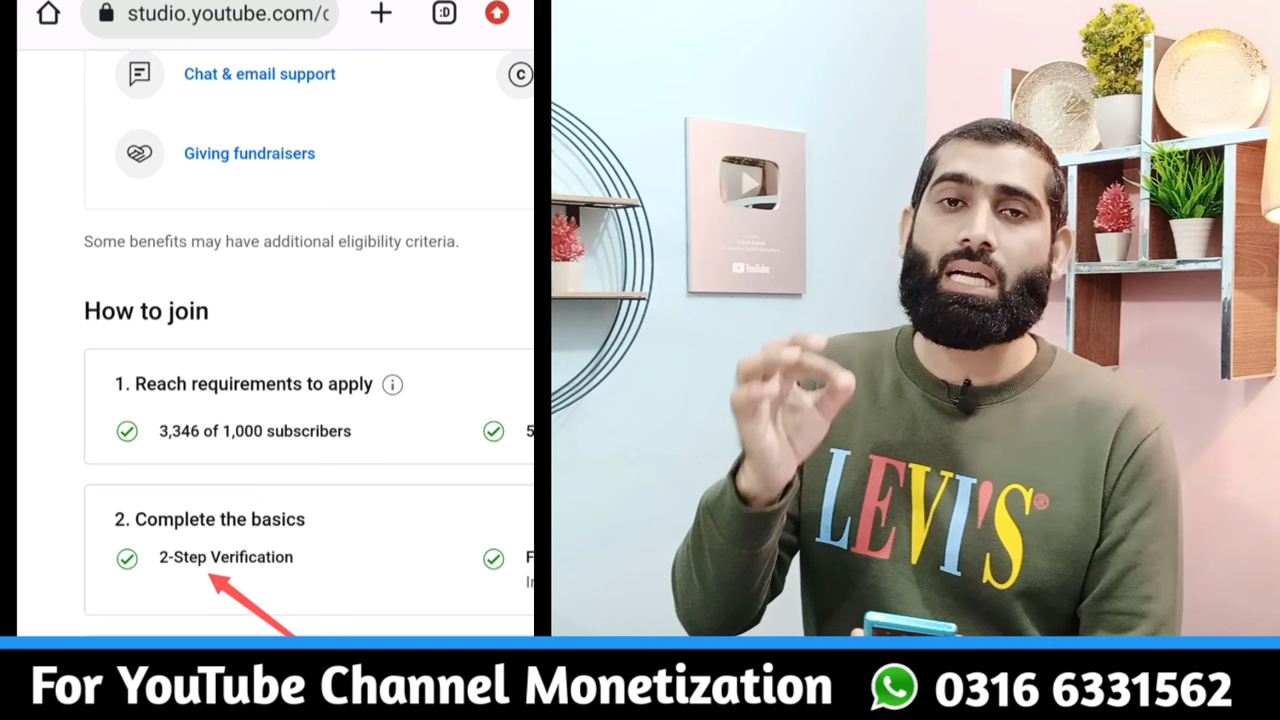 studio.youtube.com/c
:D
Chat & email support
C
Giving fundraisers
Some benefits may have additional eligibility criteria.
How to join
1. Reach requirements to apply
3,346 of 1,000 subscribers
5
2. Complete the basics
2-Step Verification
F
YouTube
LEVI'S®
For YouTube Channel Monetization
0316 6331562